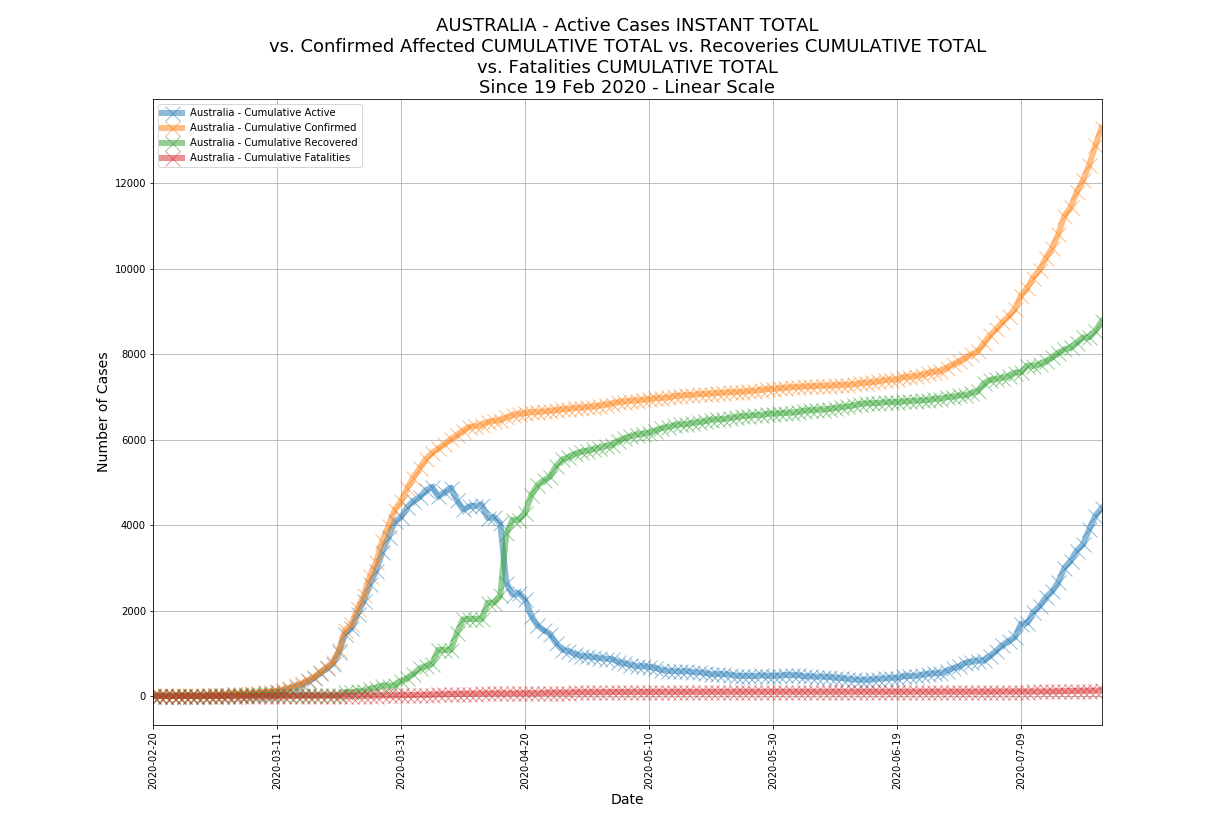 AUSTRALIA - Active Cases INSTANT TOTAL
vs. Confirmed Affected CUMULATIVE TOTAL vs. Recoveries CUMULATIVE TOTAL
vs. Fatalities CUMULATIVE TOTAL
Since 19 Feb 2020 - Linear Scale
Australia - Cumulative Active
Australia - Cumulative Confirmed
Australia - Cumulative Recovered
Australia - Cumulative Fatalities
Number of Cases
12000
10000
8000
6000
4000
2000
0
2020-02-20
2020-03-11
2020-03-31
2020-04-20
2020-05-10
2020-05-30
2020-06-19
2020-07-09
Date